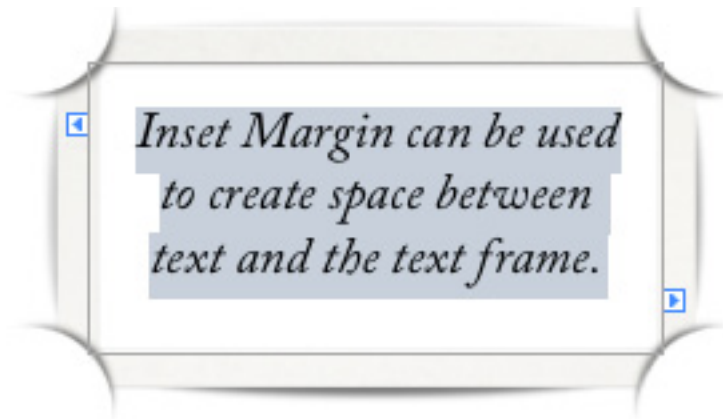 Inset Margin can be used
to create space between
text and the text frame.